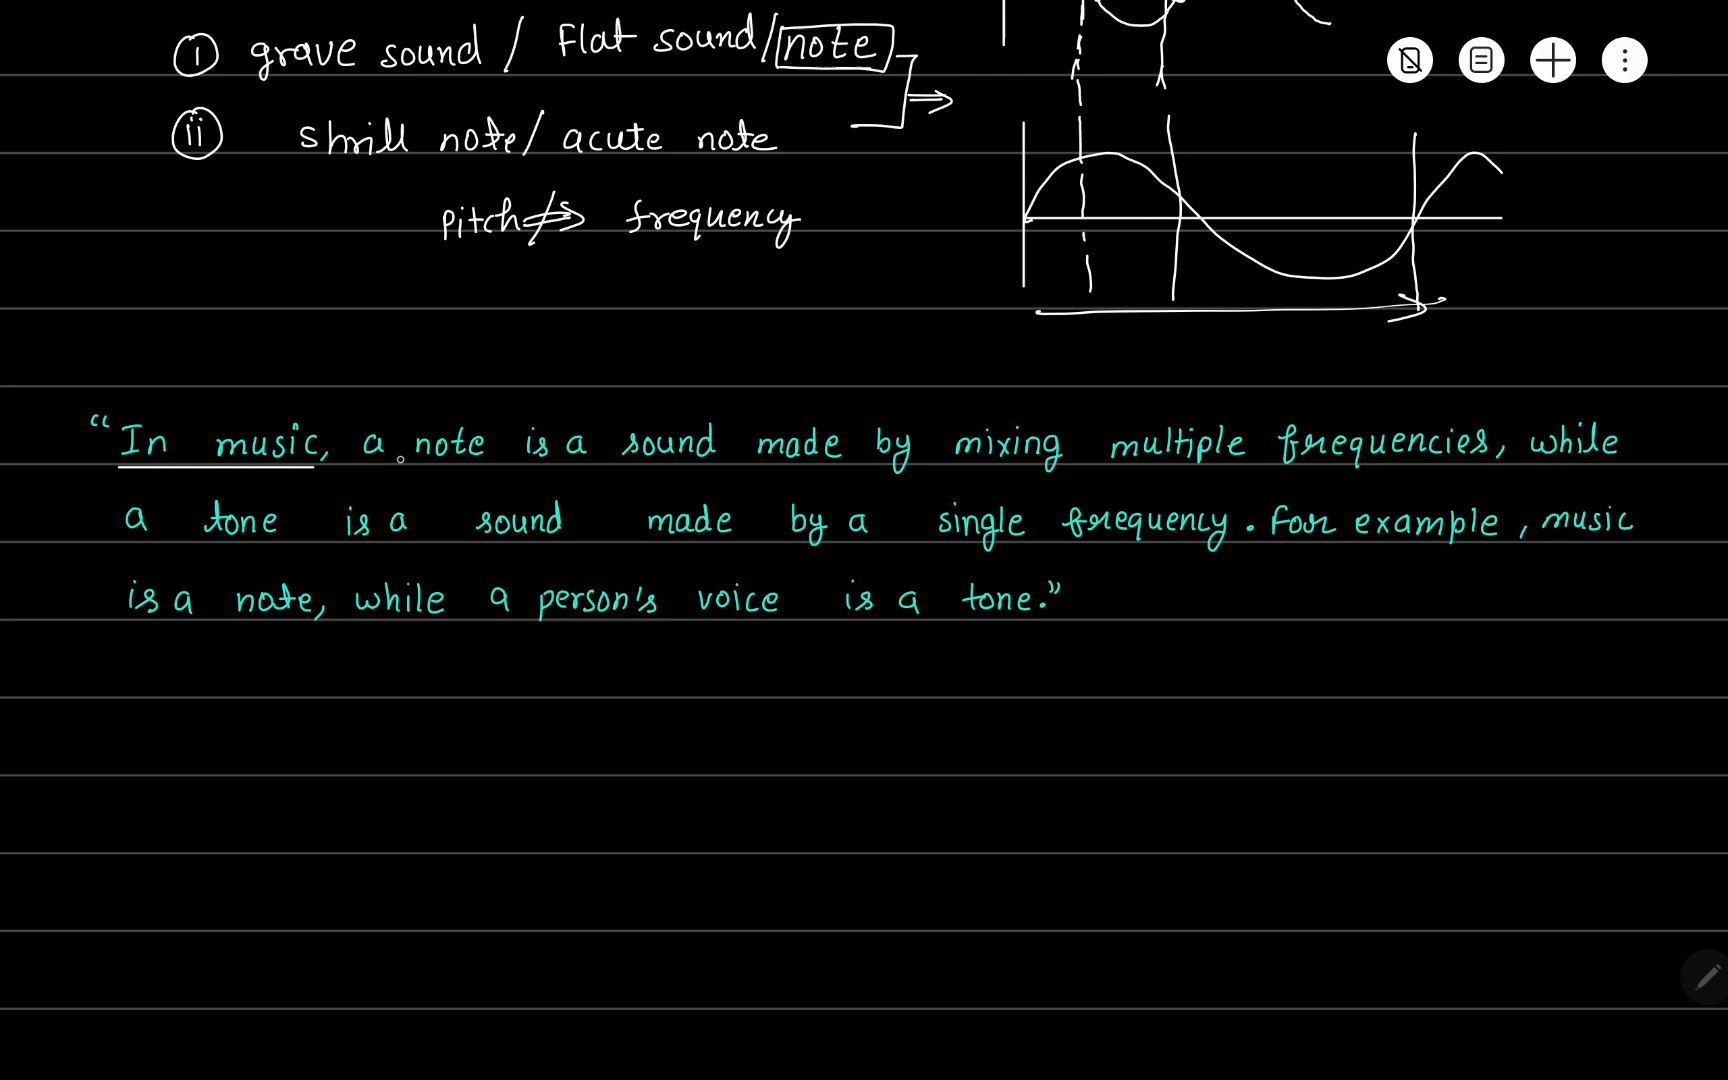 i grave sound / Flat sound/note
ii shrill note/ acute note
pitch ≠> frequency
"In music, a note is a sound made by mixing multiple frequencies, while
a tone is a sound made by a single frequency. For example, music
is a note, while a person's voice is a tone."